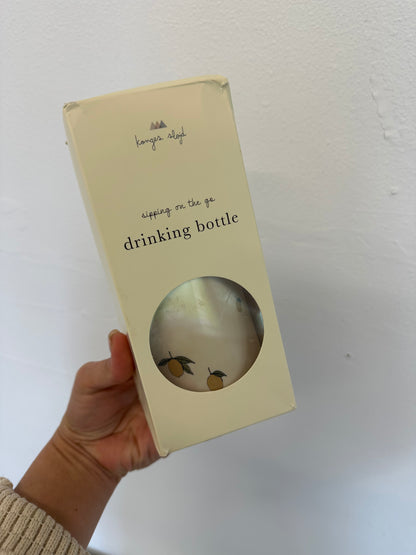 konges sløjd
sipping on the go
drinking bottle